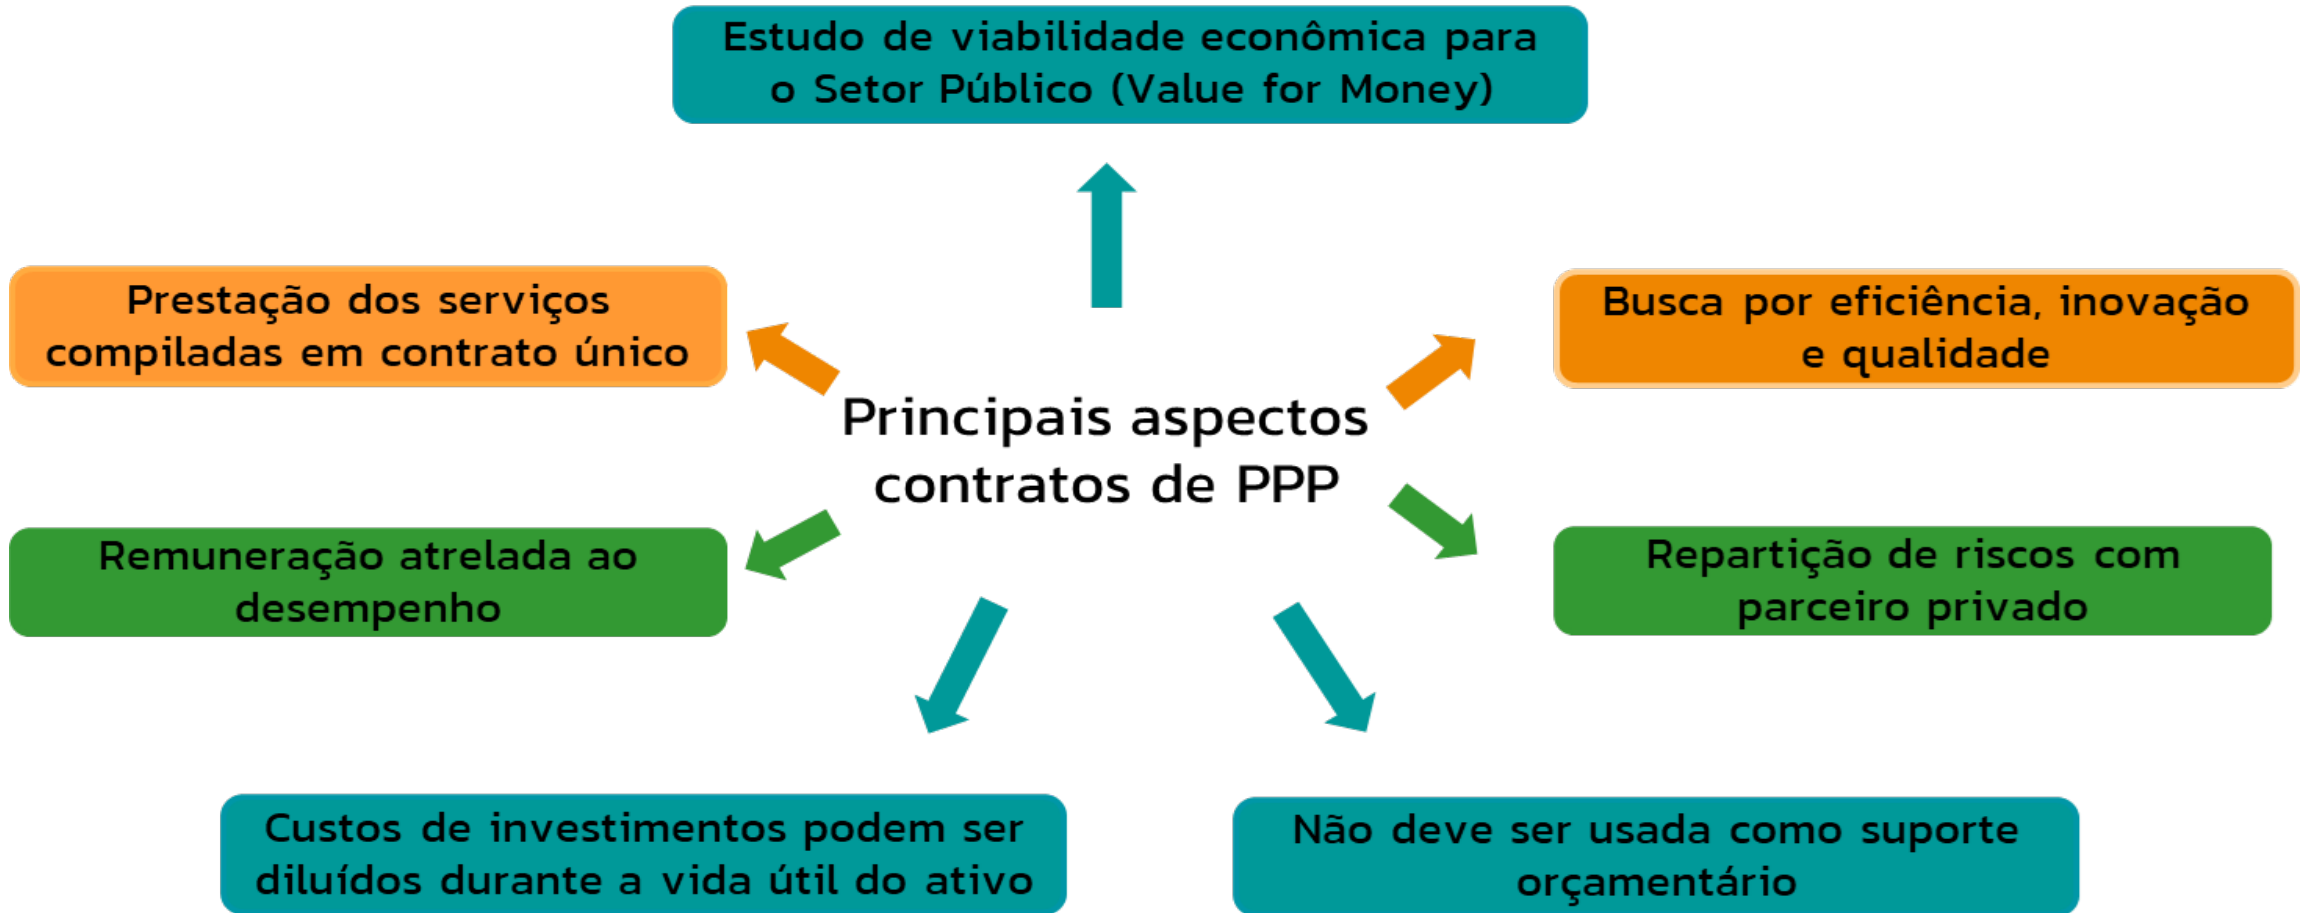 Estudo de viabilidade econômica para
o Setor Público (Value for Money)
Prestação dos serviços
compiladas em contrato único
Busca por eficiência, inovação
e qualidade
Principais aspectos
contratos de PPP
Remuneração atrelada ao
desempenho
Repartição de riscos com
parceiro privado
Custos de investimentos podem ser
diluídos durante a vida útil do ativo
Não deve ser usada como suporte
orçamentário